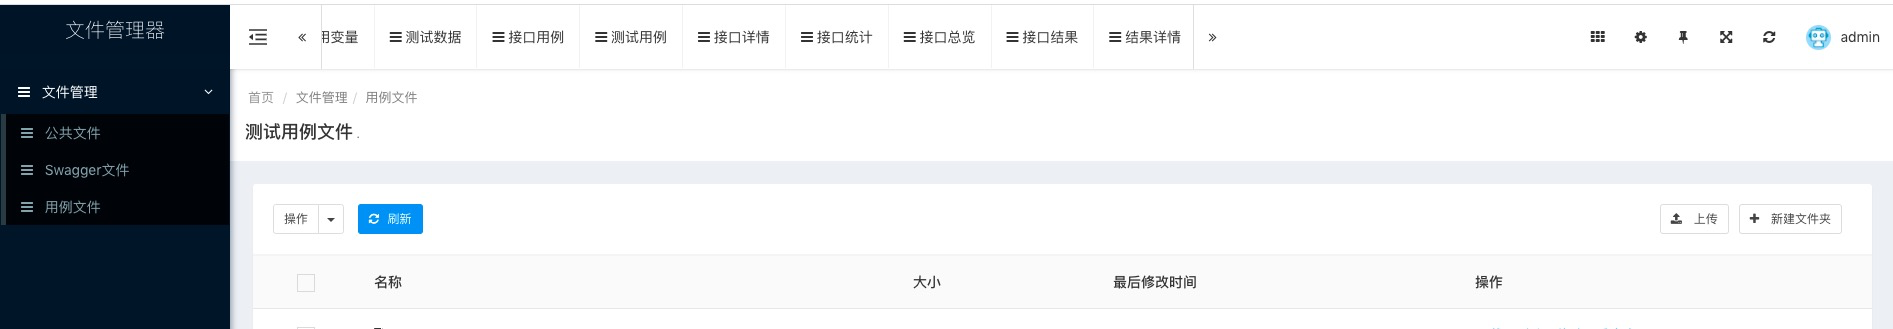 文件管理器
« 用变量 测试数据 接口用例 测试用例 接口详情 接口统计 接口总览 接口结果 结果详情 » admin
文件管理
公共文件
Swagger文件
用例文件
首页 / 文件管理 / 用例文件
测试用例文件 .
操作 刷新 上传 新建文件夹
名称 大小 最后修改时间 操作